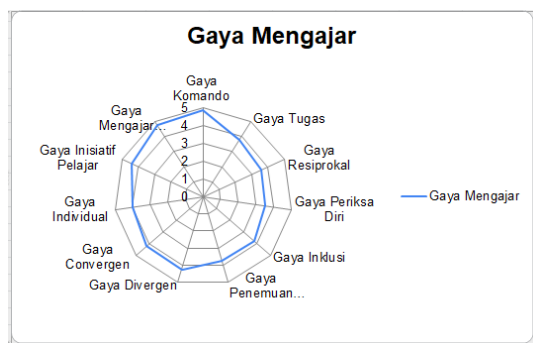 Gaya Mengajar
Gaya
Komando
Gaya Tugas
Gaya
Resiprokal
Gaya Periksa
Diri
Gaya Inklusi
Gaya
Penemuan...
Gaya Divergen
Gaya
Convergen
Gaya
Individual
Gaya Inisiatif
Pelajar
Gaya
Mengajar...
5
4
3
2
1
0
Gaya Mengajar